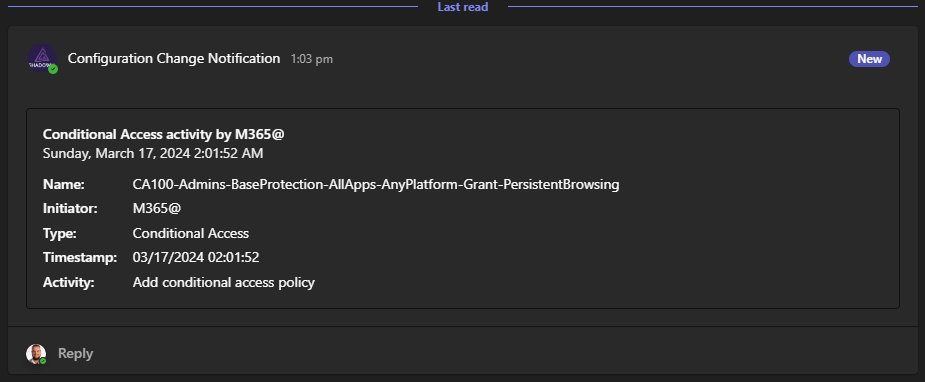 Last read
Configuration Change Notification 1:03 pm New
Conditional Access activity by M365@
Sunday, March 17, 2024 2:01:52 AM
Name: CA100-Admins-BaseProtection-AllApps-AnyPlatform-Grant-PersistentBrowsing
Initiator: M365@
Type: Conditional Access
Timestamp: 03/17/2024 02:01:52
Activity: Add conditional access policy
Reply